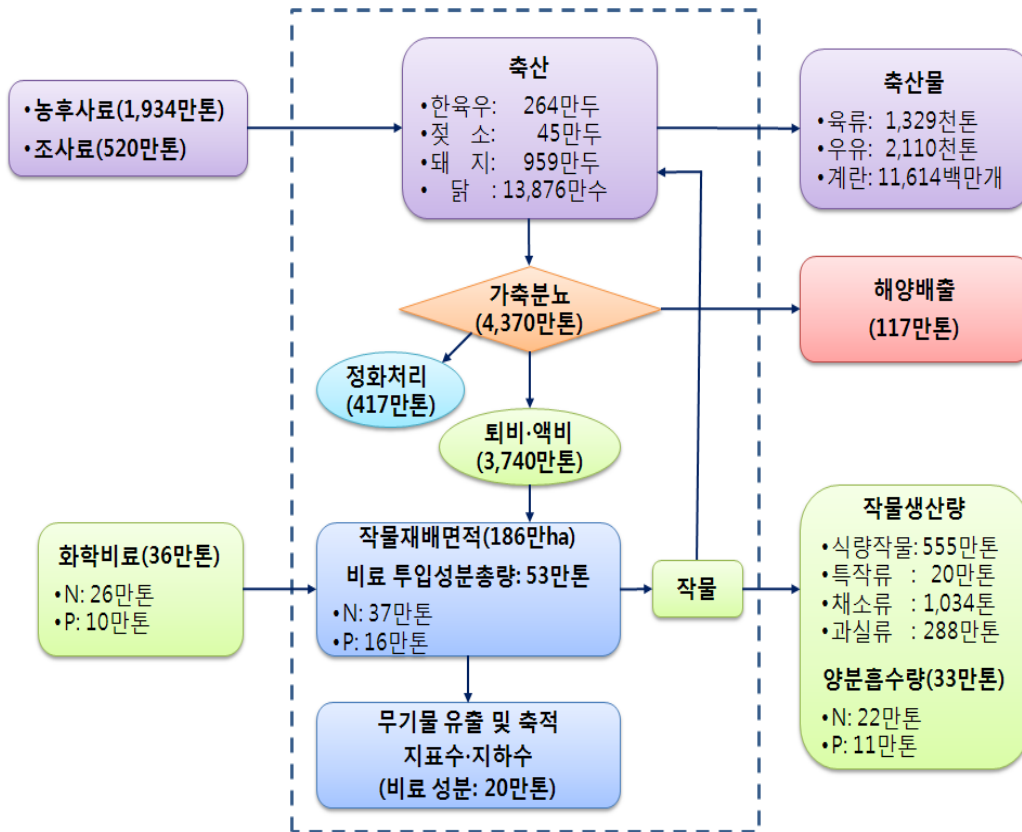 • 농후사료(1,934만톤)
• 조사료(520만톤)
축산
•한육우: 264만두
•젖 소: 45만두
•돼 지: 959만두
• 닭 : 13,876만수
축산물
•육류: 1,329천톤
•우유: 2,110천톤
•계란: 11,614백만개
가축분뇨
(4,370만톤)
해양배출
(117만톤)
정화처리
(417만톤)
퇴비·액비
(3,740만톤)
화학비료(36만톤)
•N: 26만톤
•P: 10만톤
작물재배면적(186만ha)
비료 투입성분총량: 53만톤
•N: 37만톤
•P: 16만톤
작물
작물생산량
•식량작물: 555만톤
•특작류 : 20만톤
•채소류 : 1,034톤
•과실류 : 288만톤
양분흡수량(33만톤)
•N: 22만톤
•P: 11만톤
무기물 유출 및 축적
지표수·지하수
(비료 성분: 20만톤)